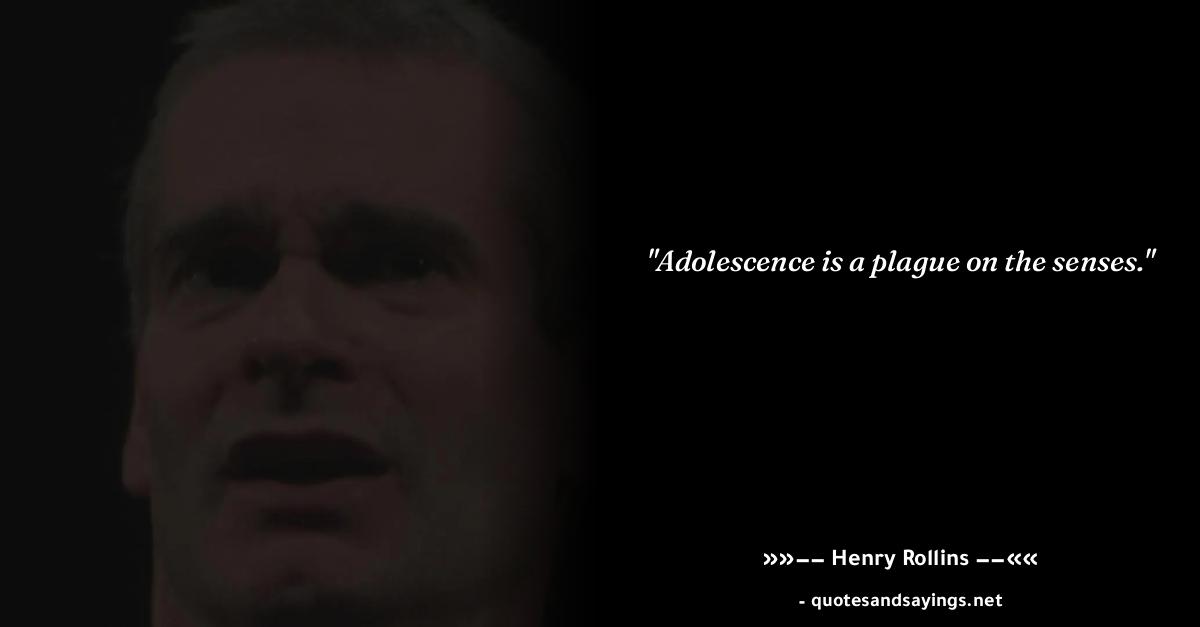 "Adolescence is a plague on the senses."
»»−− Henry Rollins −−««
- quotesandsayings.net